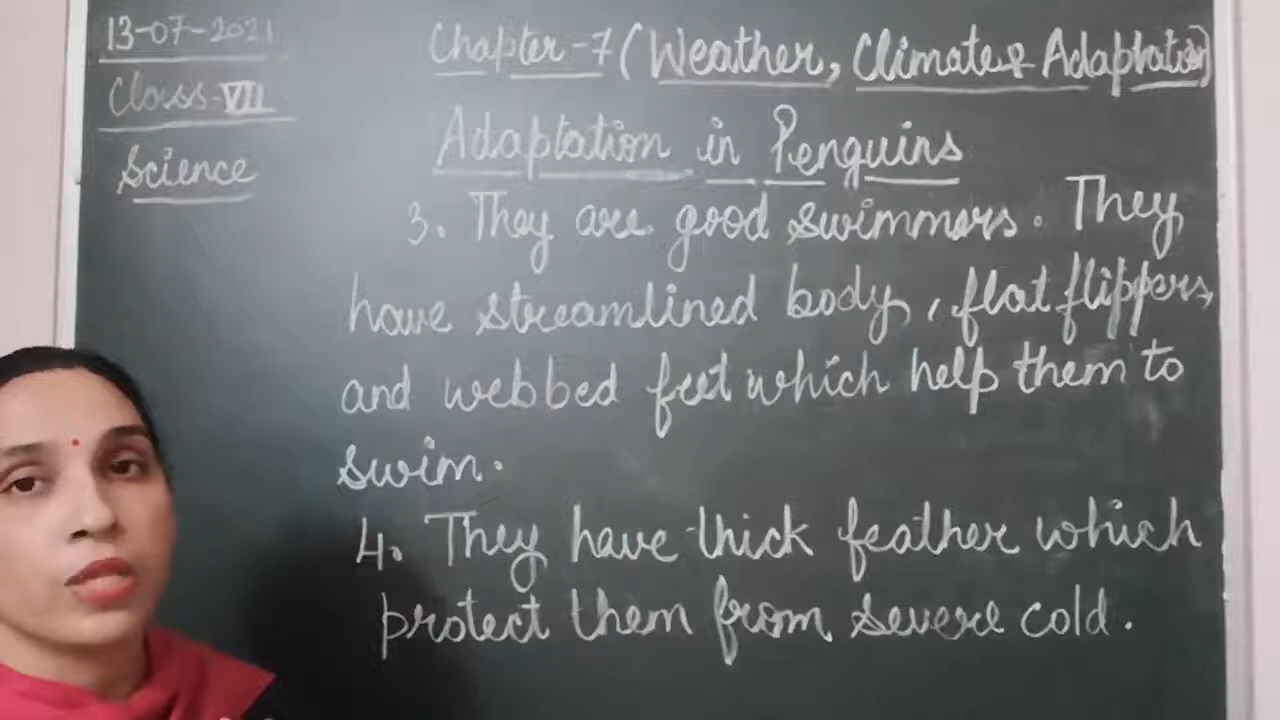 13-07-2021
Class-VII
Science
Chapter-7 (Weather, Climate & Adaptation)
Adaptation in Penguins
3. They are good swimmers. They
have streamlined body, flat flippers,
and webbed feet which help them to
swim.
4. They have thick feather which
protect them from severe cold.